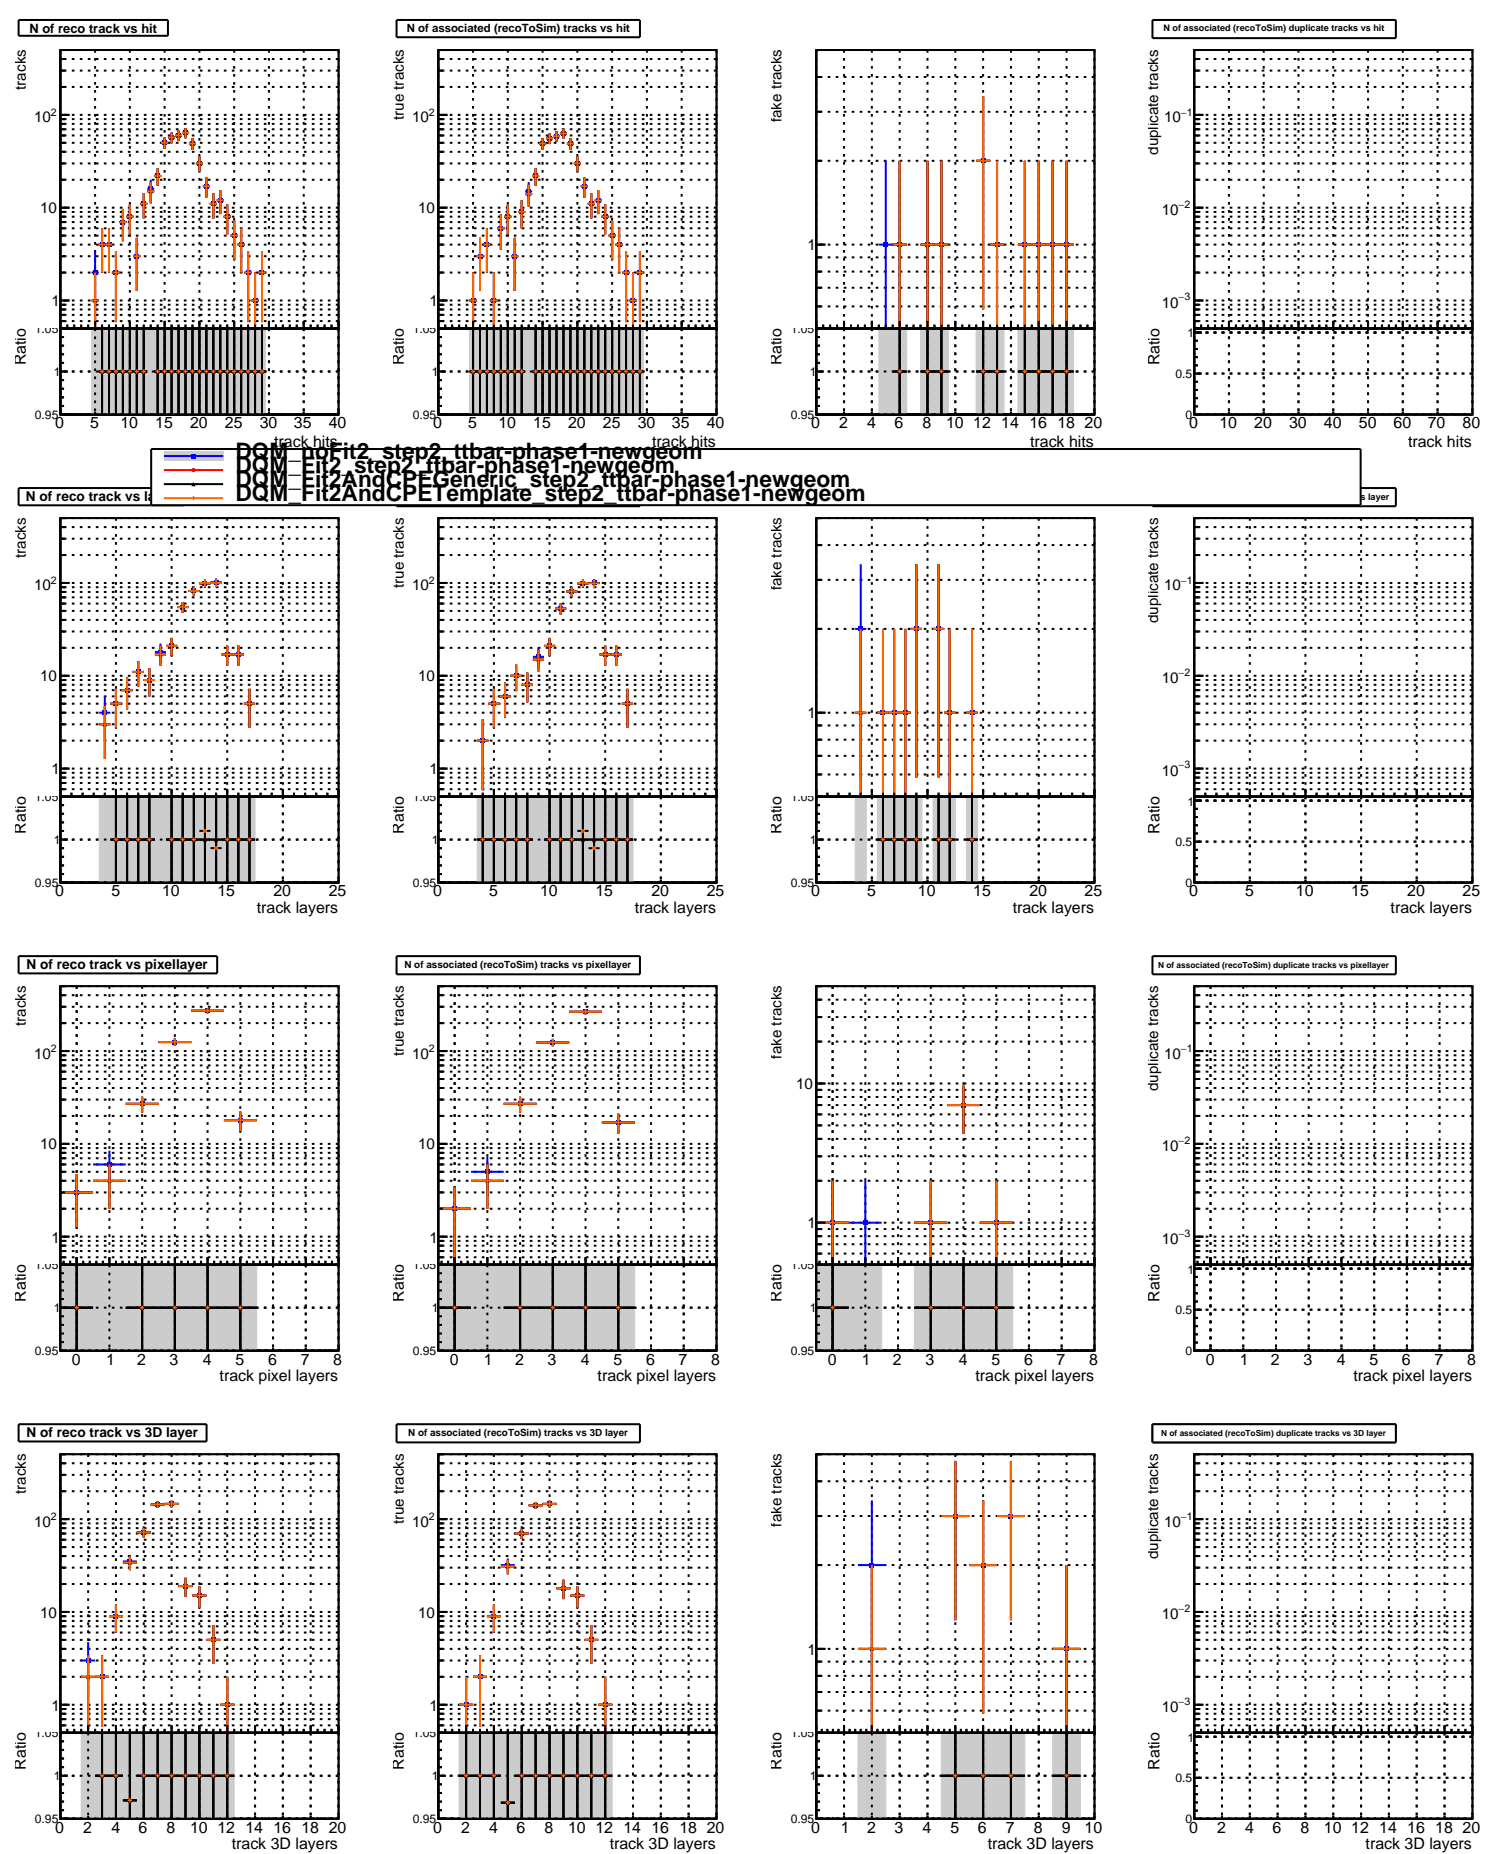 N of reco track vs hit
N of associated (recoToSim) tracks vs hit
N of associated (recoToSim) duplicate tracks vs hit
tracks
true tracks
fake tracks
duplicate tracks
10²
10
1
10²
10
1
1
10⁻¹
10⁻²
10⁻³
Ratio
Ratio
Ratio
Ratio
1.05
1
0.95
1.05
1
0.95
1.05
1
0.95
1
0.5
0
0 5 10 15 20 25 30 35 40
0 5 10 15 20 25 30 35 40
0 2 4 6 8 10 12 14 16 18 20
0 10 20 30 40 50 60 70 80
track hits
track hits
track hits
track hits
DQM_noFit2_step2_ttbar-phase1-newgeom
DQM_Fit2_step2_ttbar-phase1-newgeom
DQM_Fit2AndCPEGeneric_step2_ttbar-phase1-newgeom
DQM_Fit2AndCPETemplate_step2_ttbar-phase1-newgeom
N of reco track vs la
s layer
tracks
true tracks
fake tracks
duplicate tracks
10²
10
1
10²
10
1
1
10⁻¹
10⁻²
10⁻³
Ratio
Ratio
Ratio
Ratio
1.05
1
0.95
1.05
1
0.95
1.05
1
0.95
1
0.5
0
0 5 10 15 20 25
0 5 10 15 20 25
0 5 10 15 20 25
0 5 10 15 20 25
track layers
track layers
track layers
track layers
N of reco track vs pixellayer
N of associated (recoToSim) tracks vs pixellayer
N of associated (recoToSim) duplicate tracks vs pixellayer
tracks
true tracks
fake tracks
duplicate tracks
10²
10
1
10²
10
1
10
1
10⁻¹
10⁻²
10⁻³
Ratio
Ratio
Ratio
Ratio
1.05
1
0.95
1.05
1
0.95
1.05
1
0.95
1
0.5
0
0 1 2 3 4 5 6 7 8
0 1 2 3 4 5 6 7 8
0 1 2 3 4 5 6 7 8
0 1 2 3 4 5 6 7 8
track pixel layers
track pixel layers
track pixel layers
track pixel layers
N of reco track vs 3D layer
N of associated (recoToSim) tracks vs 3D layer
N of associated (recoToSim) duplicate tracks vs 3D layer
tracks
true tracks
fake tracks
duplicate tracks
10²
10
1
10²
10
1
1
10⁻¹
10⁻²
10⁻³
Ratio
Ratio
Ratio
Ratio
1.05
1
0.95
1.05
1
0.95
1.05
1
0.95
1
0.5
0
0 2 4 6 8 10 12 14 16 18 20
0 2 4 6 8 10 12 14 16 18 20
0 1 2 3 4 5 6 7 8 9 10
0 2 4 6 8 10 12 14 16 18 20
track 3D layers
track 3D layers
track 3D layers
track 3D layers